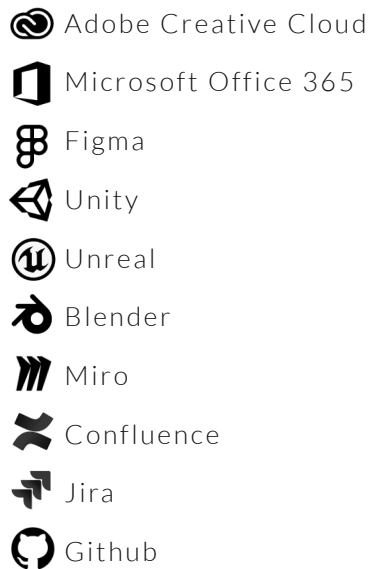 Adobe Creative Cloud
Microsoft Office 365
Figma
Unity
Unreal
Blender
Miro
Confluence
Jira
Github